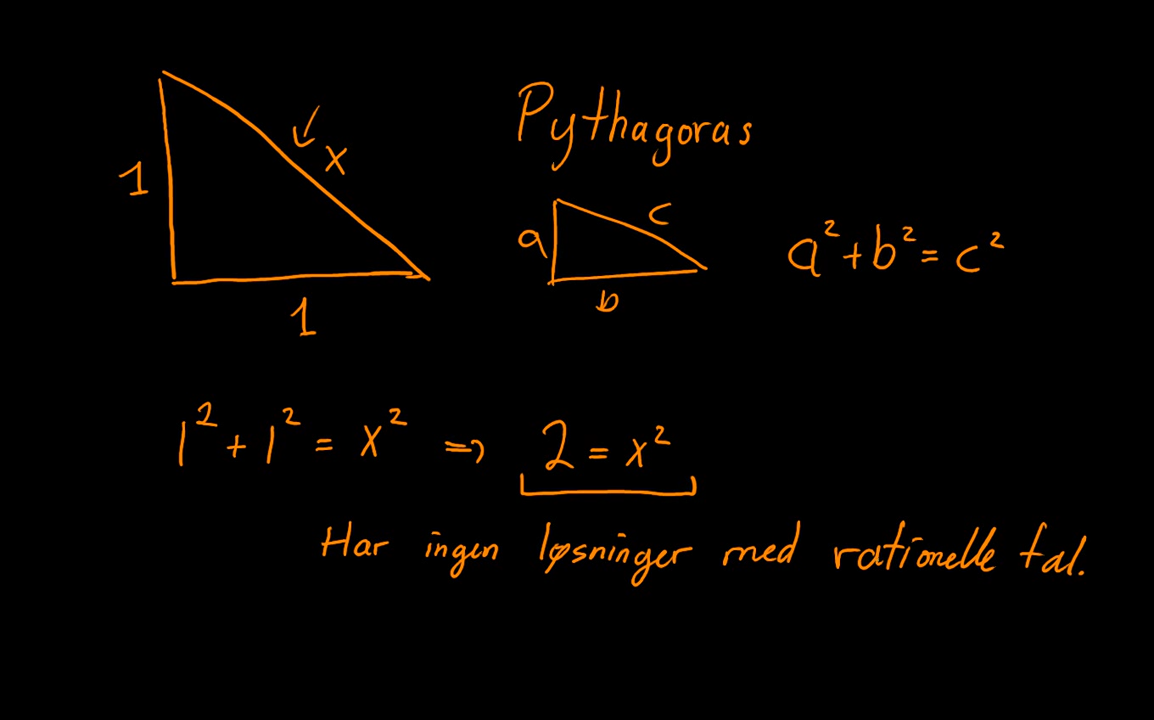 Pythagoras
1
x
1
a
c
b
a² + b² = c²
1² + 1² = x² => 2 = x²
Har ingen løsninger med rationelle tal.